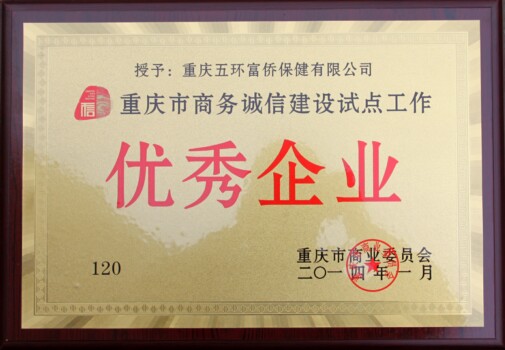 授予：重庆五环富侨保健有限公司
重庆市商务诚信建设试点工作
优秀企业
重庆市商业委员会
120
二〇一四年一月